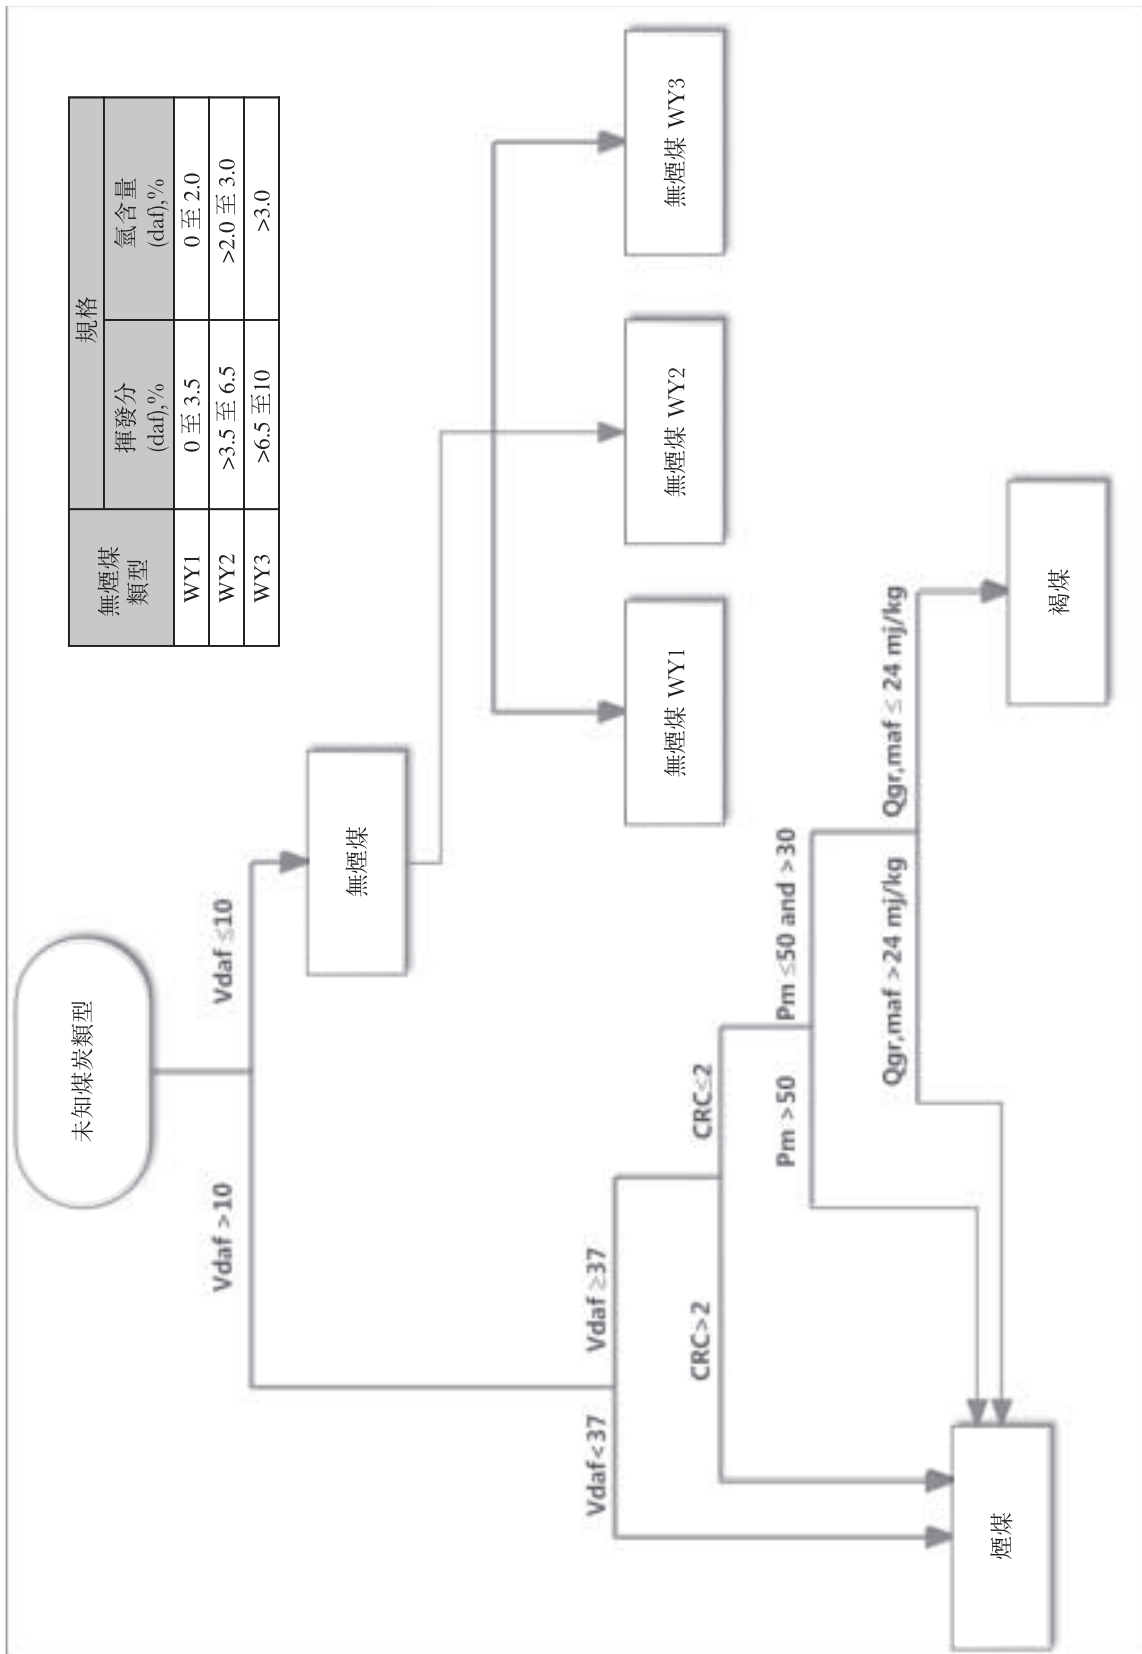 未知煤炭類型
無煙煤
類型
規格
揮發分
(daf),%
氫含量
(daf),%
WY1
0 至 3.5
0 至 2.0
WY2
>3.5 至 6.5
>2.0 至 3.0
WY3
>6.5 至10
>3.0
Vdaf >10
Vdaf ≤10
無煙煤
無煙煤 WY1
無煙煤 WY2
無煙煤 WY3
Vdaf<37
Vdaf ≥37
CRC>2
CRC≤2
Pm >50
Pm ≤50 and >30
Qgr,maf >24 mj/kg
Qgr,maf ≤ 24 mj/kg
煙煤
褐煤